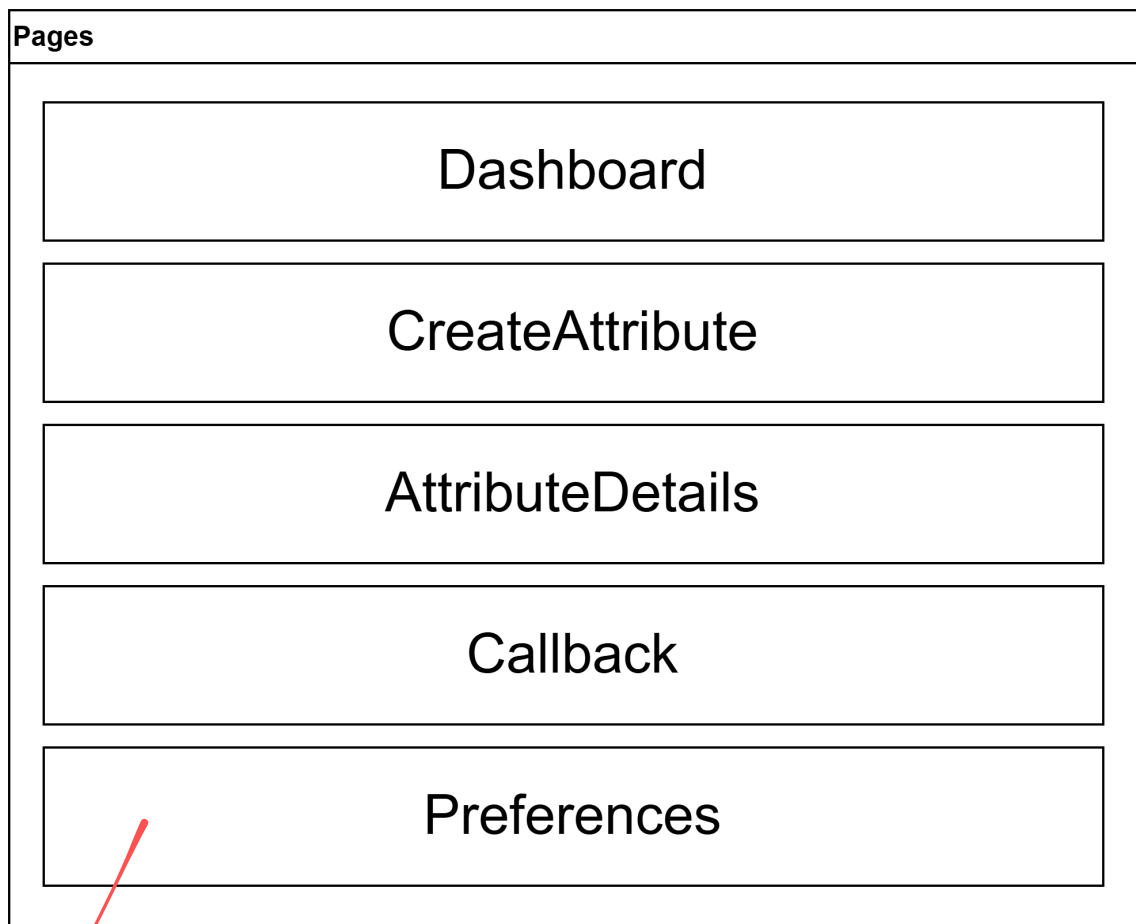 Pages
Dashboard
CreateAttribute
AttributeDetails
Callback
Preferences